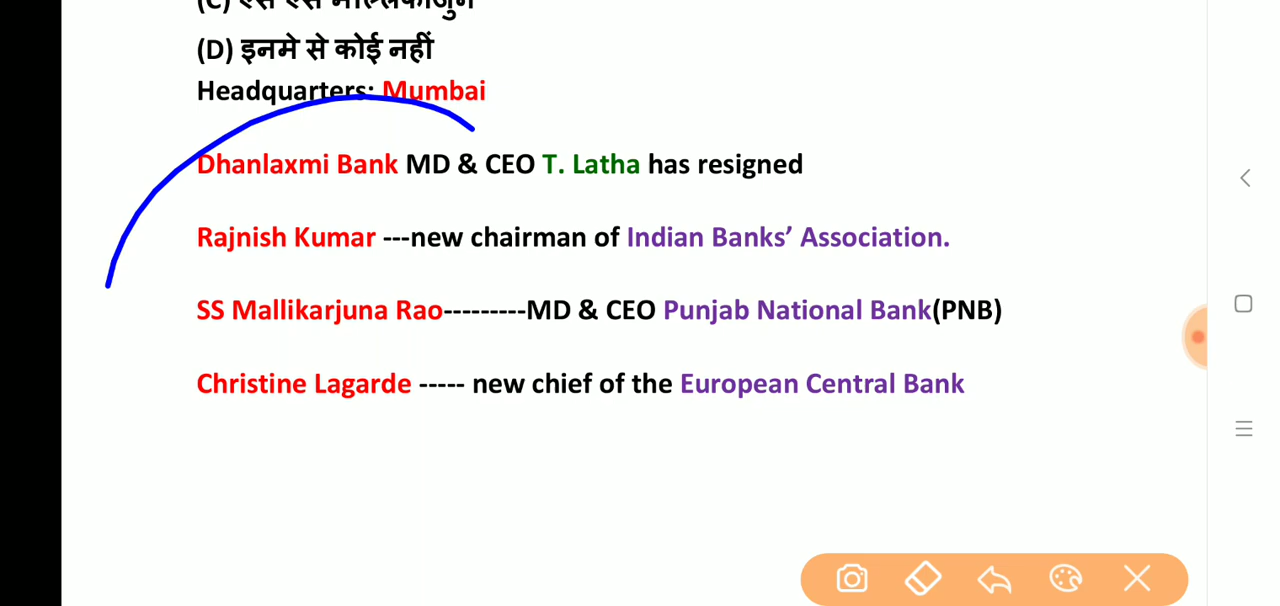 (D) इनमे से कोई नहीं
Headquarters: Mumbai
Dhanlaxmi Bank MD & CEO T. Latha has resigned
Rajnish Kumar ---new chairman of Indian Banks’ Association.
SS Mallikarjuna Rao---------MD & CEO Punjab National Bank(PNB)
Christine Lagarde ----- new chief of the European Central Bank